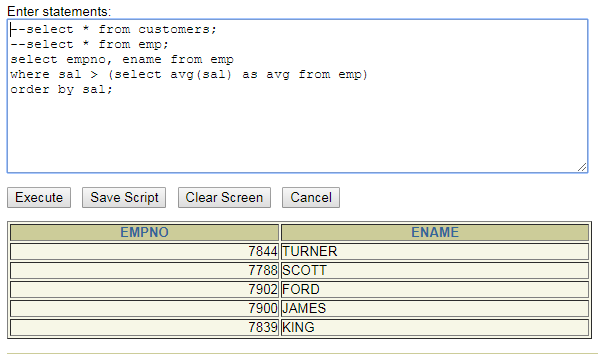 Enter statements:
--select * from customers;
--select * from emp;
select empno, ename from emp
where sal > (select avg(sal) as avg from emp)
order by sal;
Execute Save Script Clear Screen Cancel
EMPNO ENAME
7844 TURNER
7788 SCOTT
7902 FORD
7900 JAMES
7839 KING